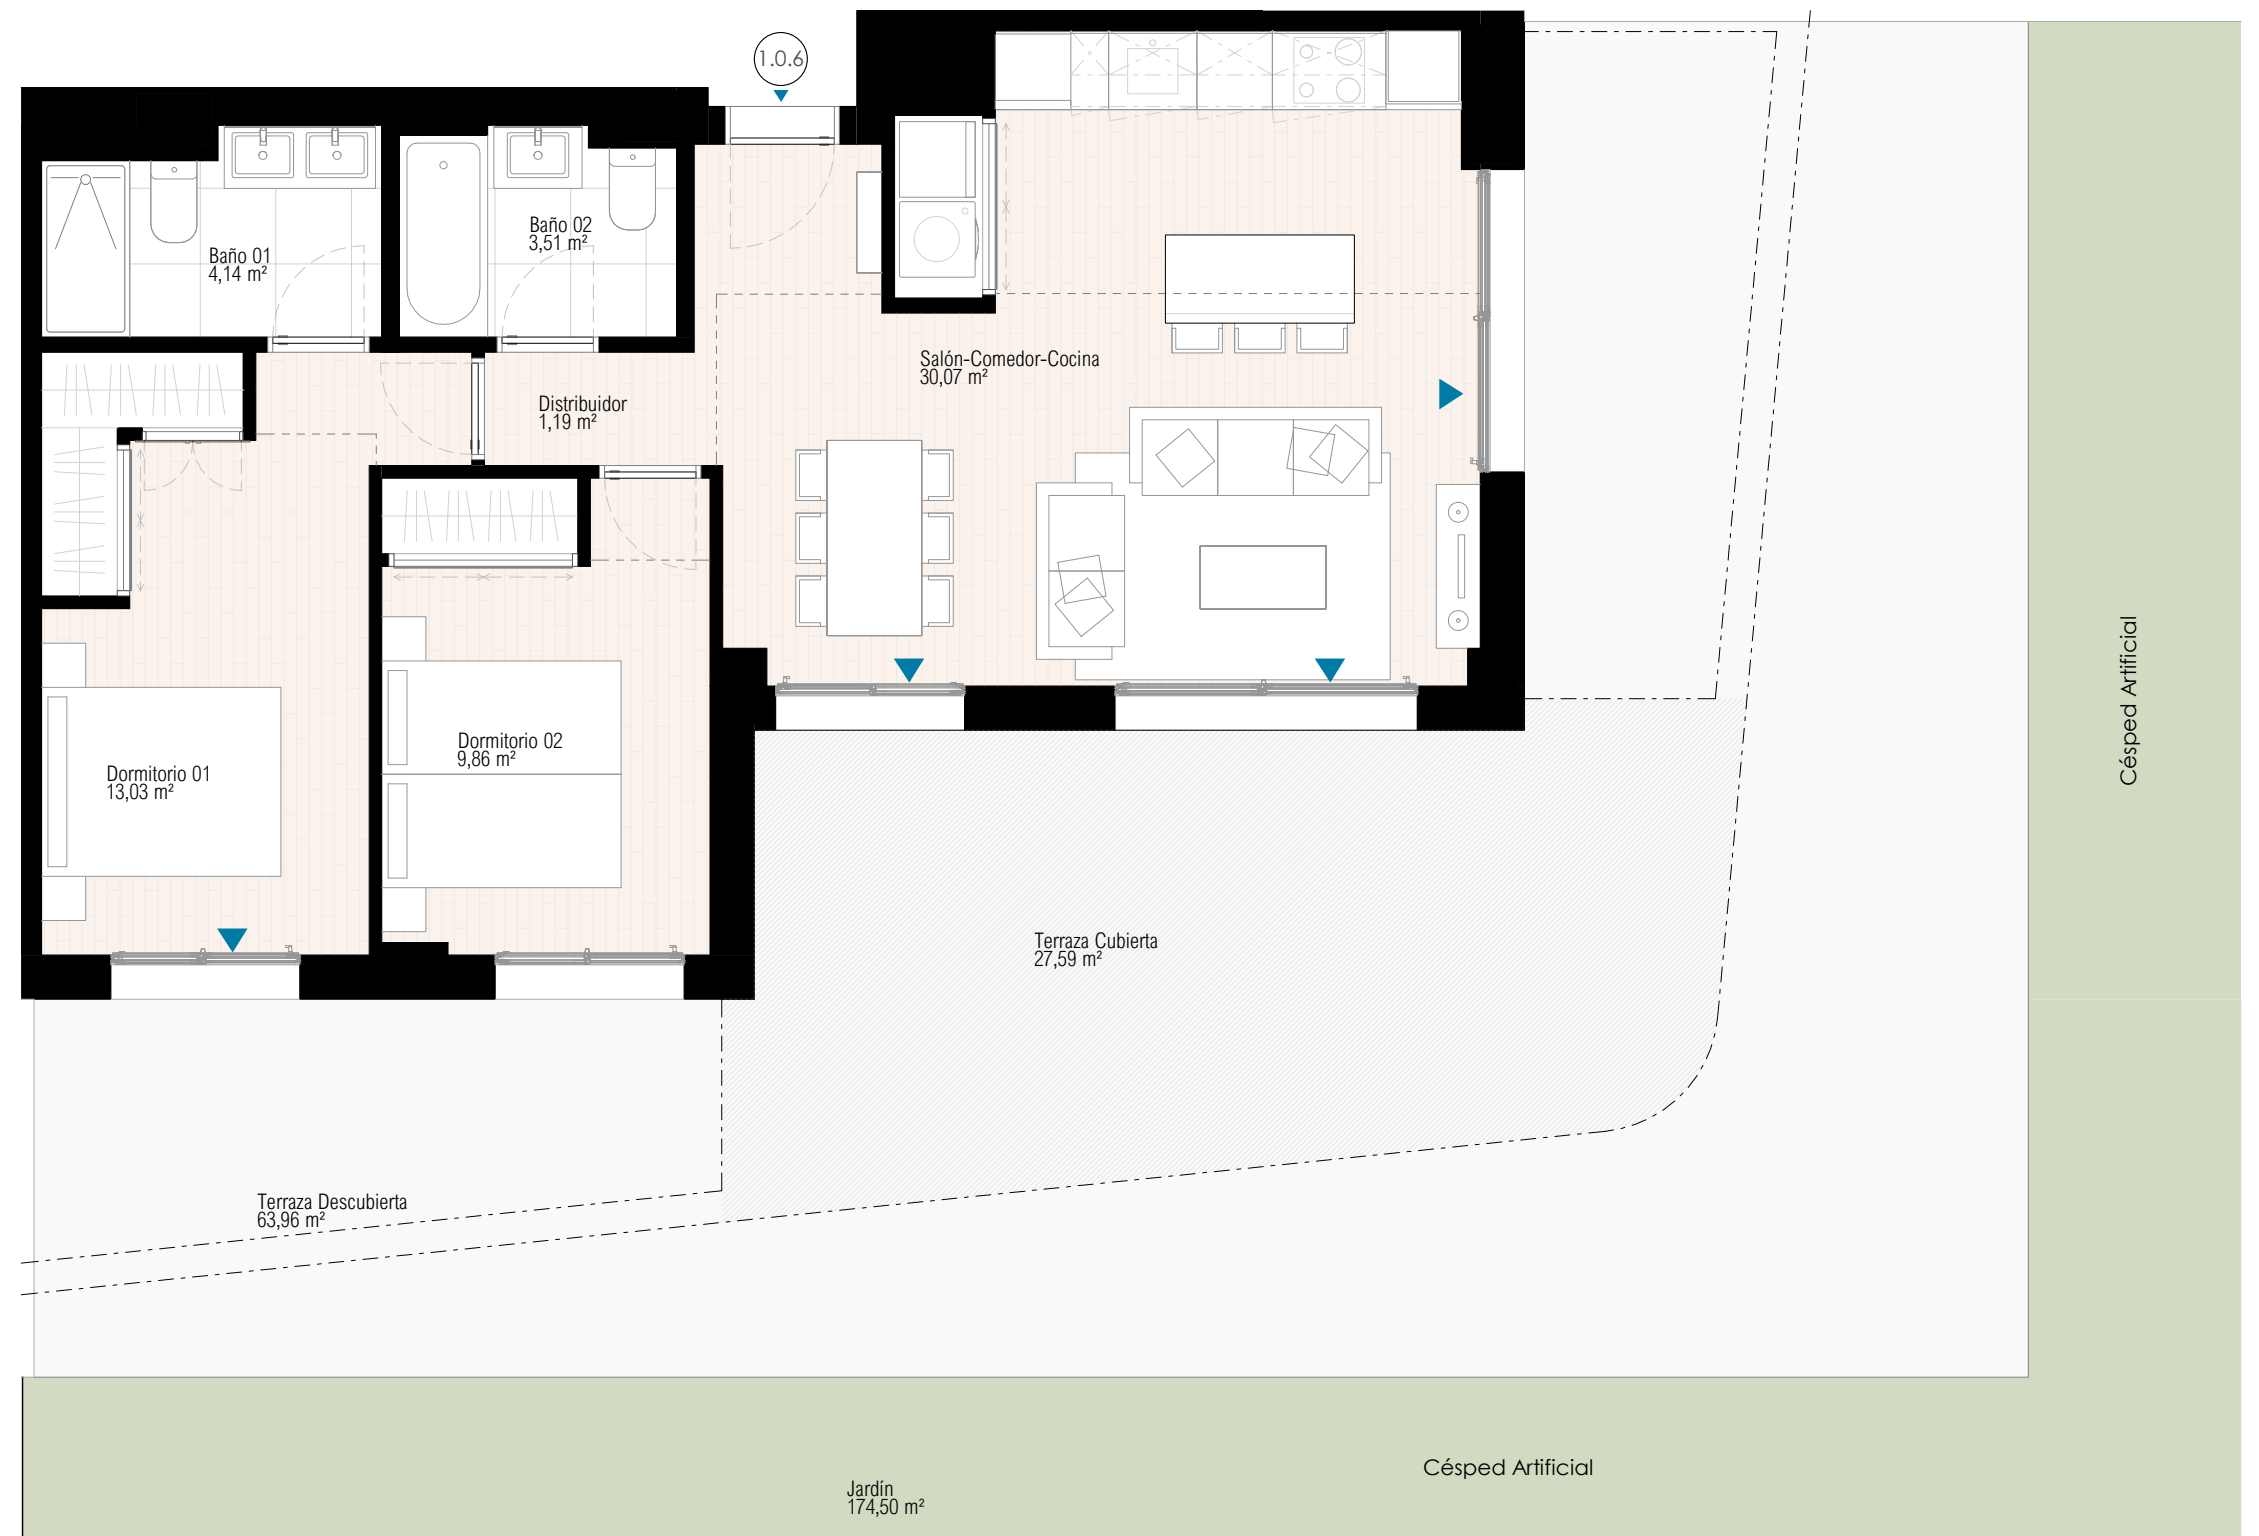 1.0.6
Baño 01
4,14 m²
Baño 02
3,51 m²
Salón-Comedor-Cocina
30,07 m²
Distribuidor
1,19 m²
Dormitorio 01
13,03 m²
Dormitorio 02
9,86 m²
Césped Artificial
Terraza Cubierta
27,59 m²
Terraza Descubierta
63,96 m²
Césped Artificial
Jardín
174,50 m²